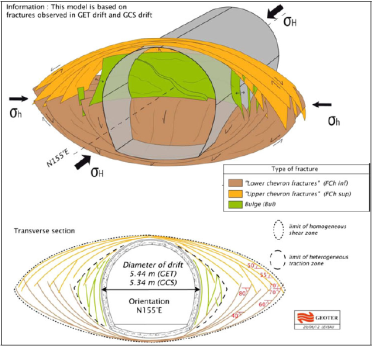 Information : This model is based on
fractures observed in GET drift and GCS drift
σH
σh
σh
N155°E
σH
Type of fracture
"Lower chevron fractures" (FCh inf)
"Upper chevron fractures" (FCh sup)
Bulge (Bul)
Transverse section
limit of homogeneous
shear zone
limit of heterogeneous
traction zone
Diameter of drift
5.44 m (GET)
5.34 m (GCS)
Orientation
N155°E
GEOTER